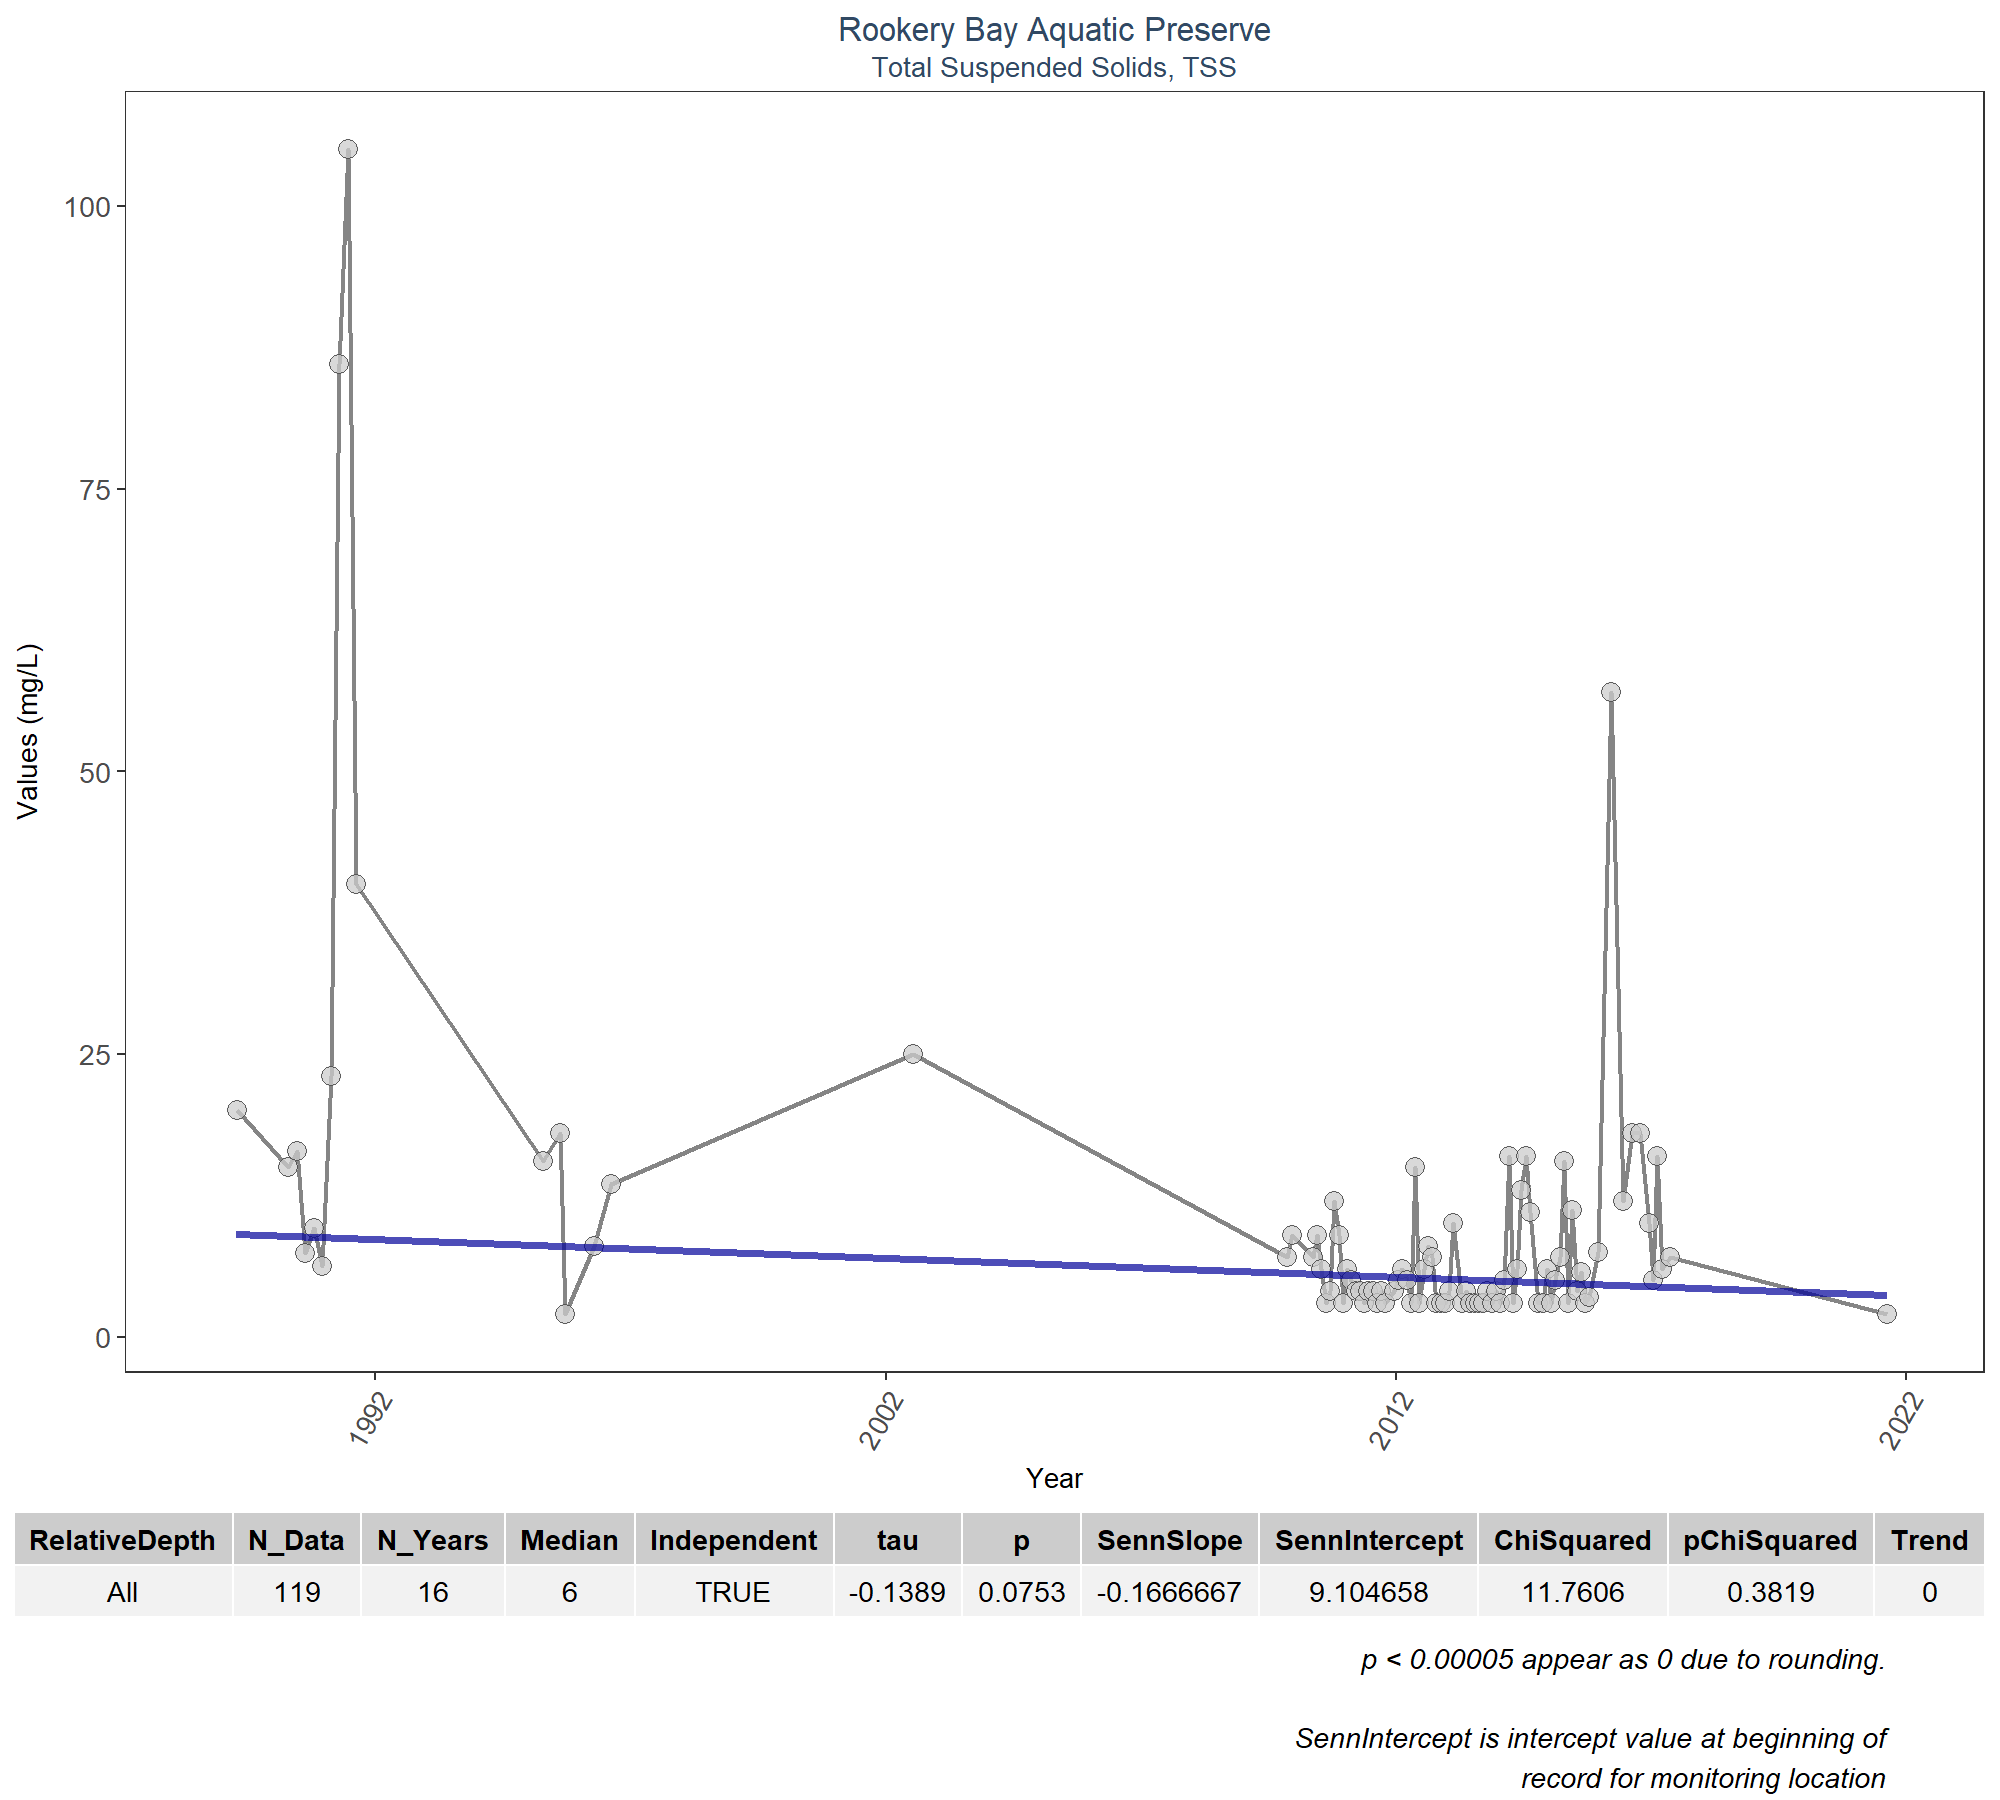 Rookery Bay Aquatic Preserve
Total Suspended Solids, TSS
Values (mg/L)
100
75
50
25
0
1992
2002
2012
2022
Year
RelativeDepth N_Data N_Years Median Independent tau p SennSlope SennIntercept ChiSquared pChiSquared Trend
All 119 16 6 TRUE -0.1389 0.0753 -0.1666667 9.104658 11.7606 0.3819 0
p < 0.00005 appear as 0 due to rounding.
SennIntercept is intercept value at beginning of
record for monitoring location